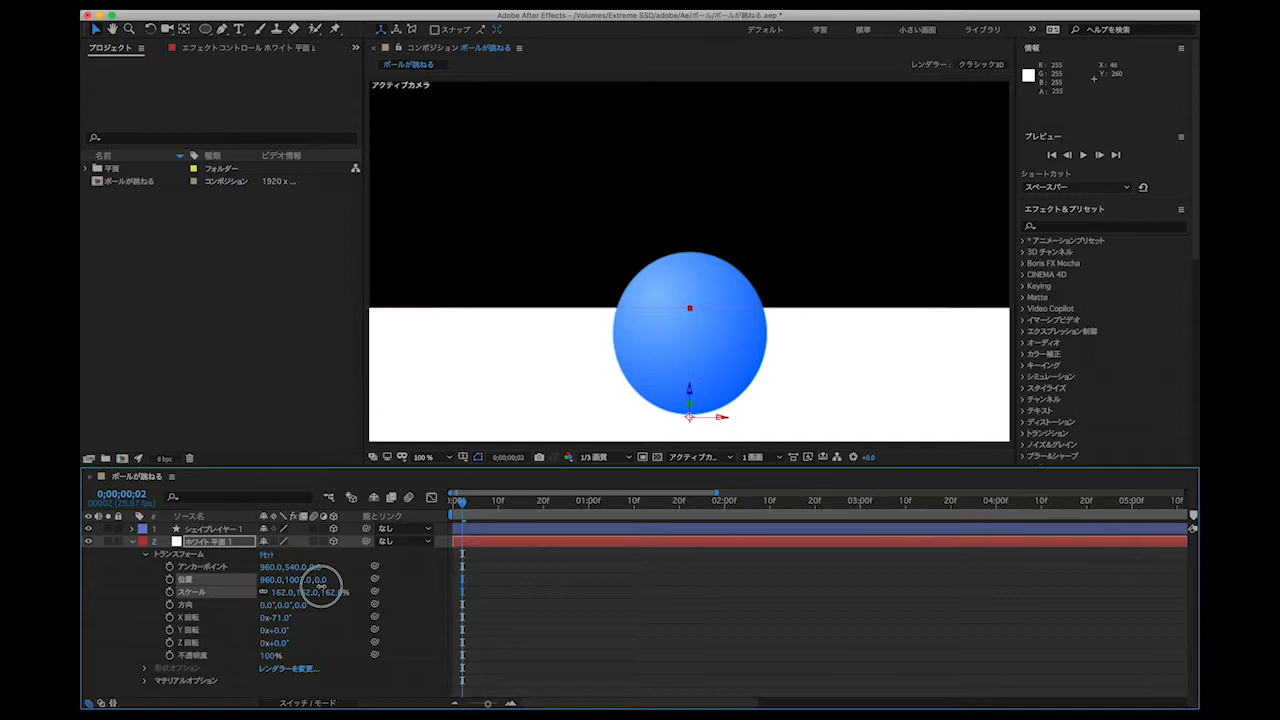 Adobe After Effects - /Volumes/Extreme SSD/adobe/Ae/ボール/ボールが跳ねる.aep *
スナップ
デフォルト
学習
標準
小さい画面
ライブラリ
ヘルプを検索
プロジェクト
エフェクトコントロール ホワイト 平面 1
コンポジション ボールが跳ねる
ボールが跳ねる
レンダラー:
クラシック3D
アクティブカメラ
情報
R: 255
G: 255
B: 255
A: 255
X: 46
Y: 260
プレビュー
ショートカット
スペースバー
エフェクト＆プリセット
* アニメーションプリセット
3D チャンネル
Boris FX Mocha
CINEMA 4D
Keying
Matte
Video Copilot
イマーシブビデオ
エクスプレッション制御
オーディオ
カラー補正
キーイング
シミュレーション
スタイライズ
チャンネル
テキスト
ディストーション
トランジション
ノイズ&グレイン
ブラー&シャープ
名前
種類
ビデオ情報
平面
フォルダー
ボールが跳ねる
コンポジション
1920 x ...
8 bpc
100 %
0;00;00;02
1/3 画質
アクティブカ...
1 画面
+0.0
ボールが跳ねる
0;00;00;02
00002 (29.97 fps)
:00f
10f
20f
01:00f
10f
20f
02:00f
10f
20f
03:00f
10f
20f
04:00f
10f
20f
05:00f
10f
#
ソース名
親とリンク
1
シェイプレイヤー 1
なし
2
ホワイト 平面 1
なし
トランスフォーム
リセット
アンカーポイント
960.0,540.0,0.0
位置
960.0,1007.0,0.0
スケール
162.0,162.0,162.0%
方向
0.0°,0.0°,0.0°
X 回転
0x-71.0°
Y 回転
0x+0.0°
Z 回転
0x+0.0°
不透明度
100%
形状オプション
レンダラーを変更...
マテリアルオプション
スイッチ / モード